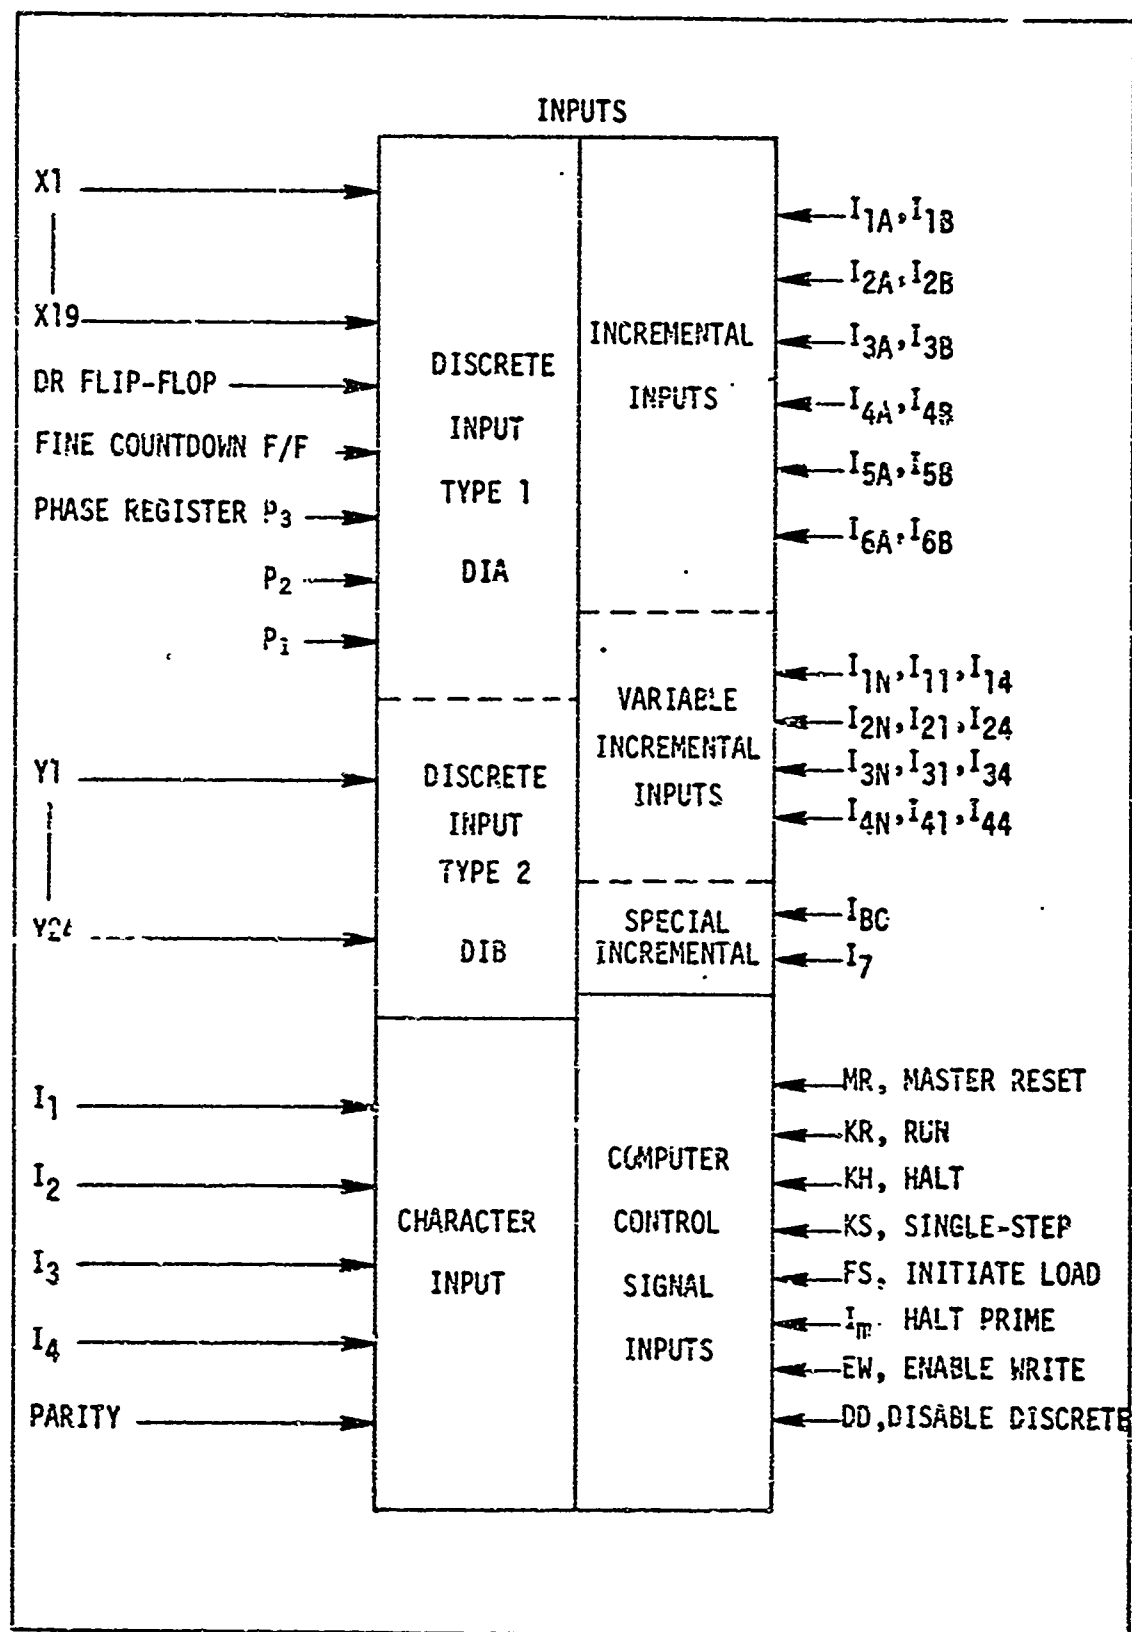 INPUTS
X1
X19
DR FLIP-FLOP
FINE COUNTDOWN F/F
PHASE REGISTER P3
P2
P1
DISCRETE
INPUT
TYPE 1
DIA
Y1
DISCRETE
INPUT
TYPE 2
DIB
I1
I2
I3
I4
PARITY
CHARACTER
INPUT
INCREMENTAL
INPUTS
I1A,I1B
I2A,I2B
I3A,I3B
I4A,I4B
I5A,I5B
I6A,I6B
VARIABLE
INCREMENTAL
INPUTS
I1N,I11,I14
I2N,I21,I24
I3N,I31,I34
I4N,I41,I44
SPECIAL
INCREMENTAL
IBC
I7
COMPUTER
CONTROL
SIGNAL
INPUTS
MR, MASTER RESET
KR, RUN
KH, HALT
KS, SINGLE-STEP
FS, INITIATE LOAD
Im HALT PRIME
EW, ENABLE WRITE
DD,DISABLE DISCRETE